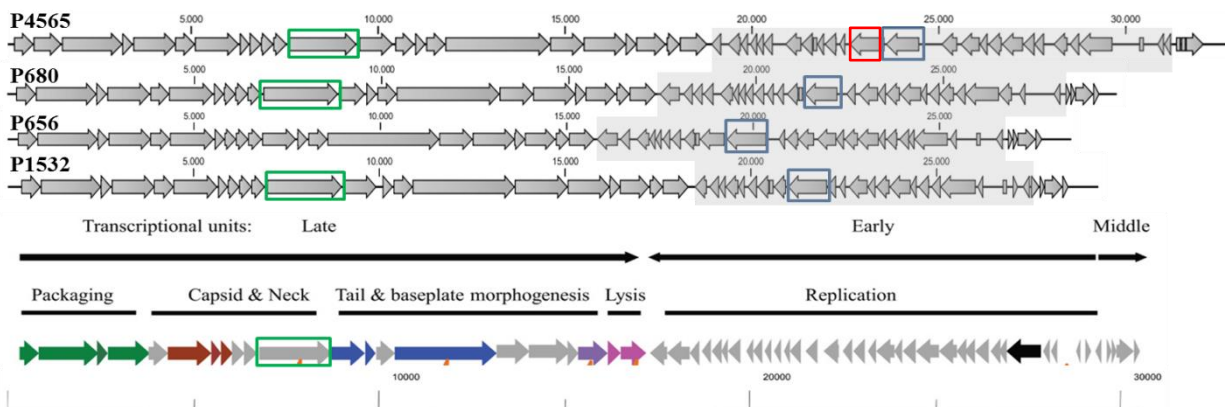 P4565 5.000 10.000 15.000 20.000 25.000 30.000
P680 5.000 10.000 15.000 20.000 25.000
P656 5.000 10.000 15.000 20.000 25.000
P1532 5.000 10.000 15.000 20.000 25.000
Transcriptional units: Late Early Middle
Packaging Capsid & Neck Tail & baseplate morphogenesis Lysis Replication
10000 20000 30000